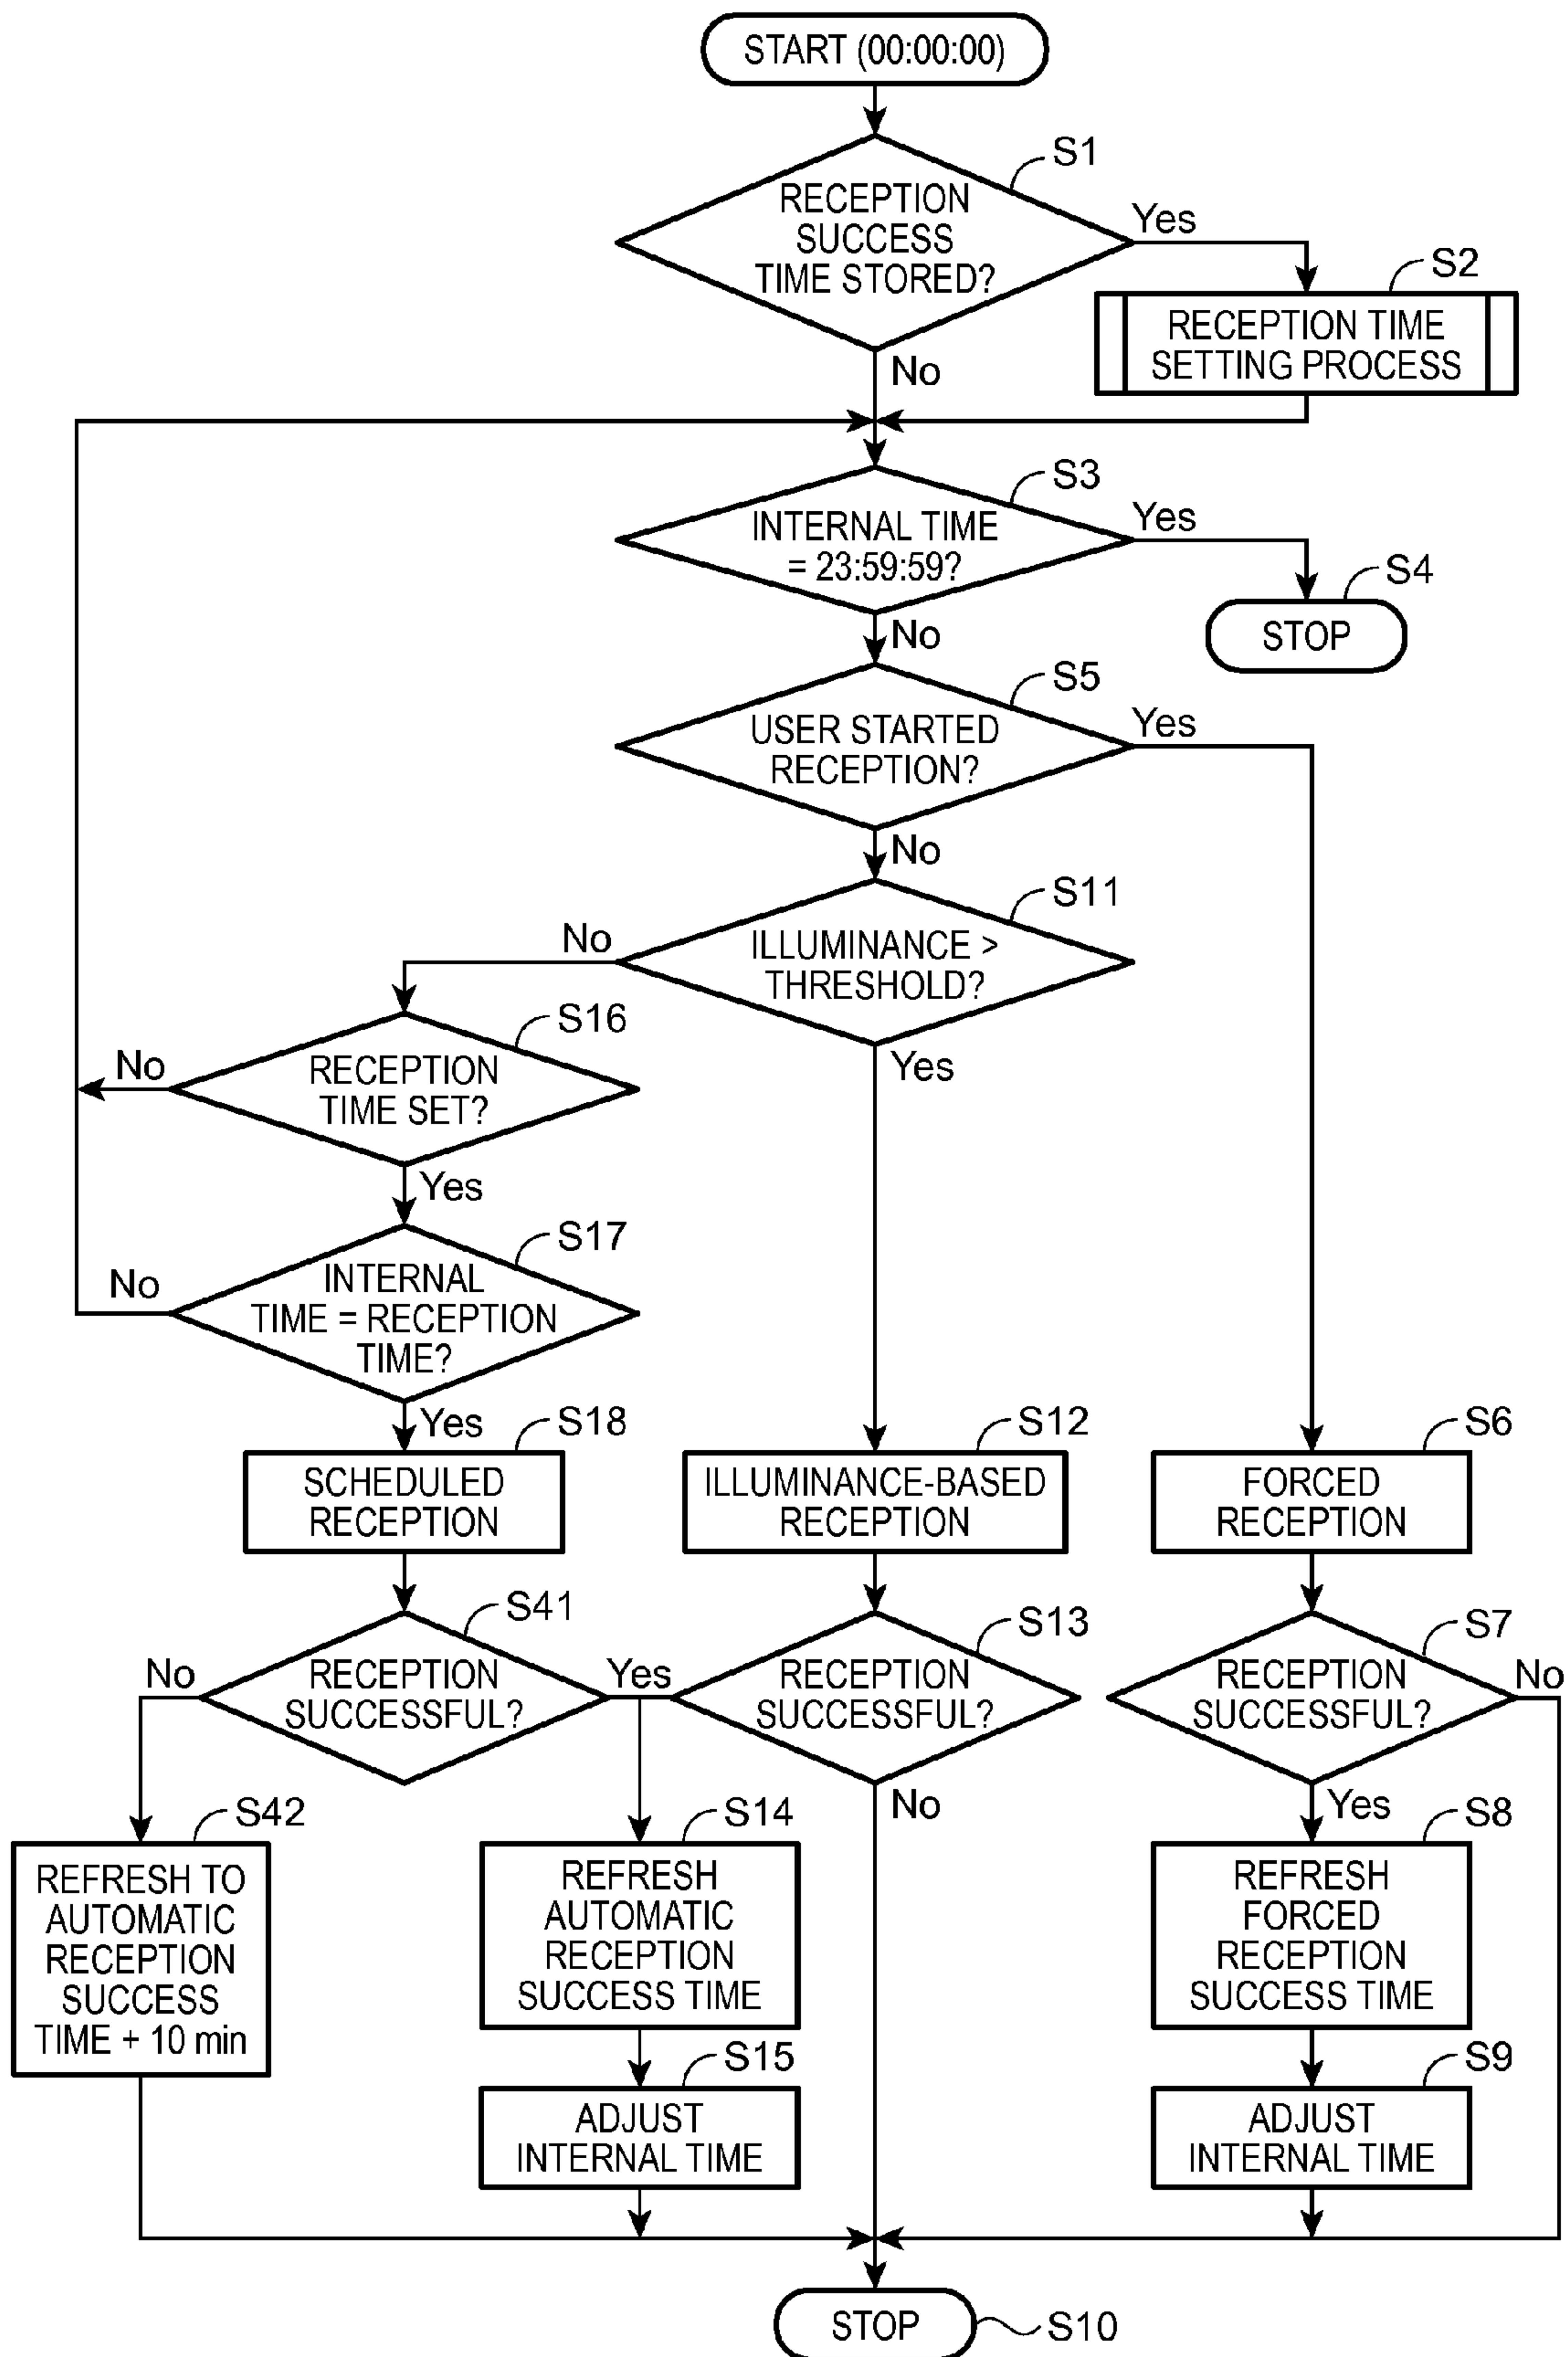 START (00:00:00)
S1
RECEPTION
SUCCESS
TIME STORED?
Yes
S2
RECEPTION TIME
SETTING PROCESS
No
S3
INTERNAL TIME
= 23:59:59?
Yes
S4
STOP
No
S5
USER STARTED
RECEPTION?
Yes
No
S11
ILLUMINANCE >
THRESHOLD?
No
Yes
S16
RECEPTION
TIME SET?
No
Yes
S17
INTERNAL
TIME = RECEPTION
TIME?
No
Yes
S18
SCHEDULED
RECEPTION
S12
ILLUMINANCE-BASED
RECEPTION
S6
FORCED
RECEPTION
S41
RECEPTION
SUCCESSFUL?
No
Yes
S13
RECEPTION
SUCCESSFUL?
No
S7
RECEPTION
SUCCESSFUL?
No
Yes
S42
REFRESH TO
AUTOMATIC
RECEPTION
SUCCESS
TIME + 10 min
S14
REFRESH
AUTOMATIC
RECEPTION
SUCCESS TIME
S8
REFRESH
FORCED
RECEPTION
SUCCESS TIME
S15
ADJUST
INTERNAL TIME
S9
ADJUST
INTERNAL TIME
STOP
S10